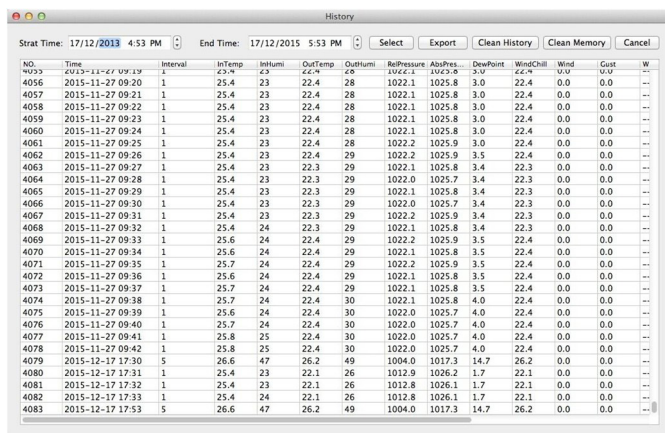 History
Strat Time: 17/12/2013 4:53 PM End Time: 17/12/2015 5:53 PM Select Export Clean History Clean Memory Cancel
NO. Time Interval InTemp InHumi OutTemp OutHumi RelPressure AbsPres... DewPoint WindChill Wind Gust W
4055 2015-11-27 09:19 1 25.4 23 22.4 28 1022.1 1025.8 3.0 22.4 0.0 0.0 ---
4056 2015-11-27 09:20 1 25.4 23 22.4 28 1022.1 1025.8 3.0 22.4 0.0 0.0 ---
4057 2015-11-27 09:21 1 25.4 23 22.4 28 1022.1 1025.8 3.0 22.4 0.0 0.0 ---
4058 2015-11-27 09:22 1 25.4 23 22.4 28 1022.1 1025.8 3.0 22.4 0.0 0.0 ---
4059 2015-11-27 09:23 1 25.4 23 22.4 28 1022.1 1025.8 3.0 22.4 0.0 0.0 ---
4060 2015-11-27 09:24 1 25.4 23 22.4 28 1022.1 1025.8 3.0 22.4 0.0 0.0 ---
4061 2015-11-27 09:25 1 25.4 23 22.4 28 1022.2 1025.9 3.0 22.4 0.0 0.0 ---
4062 2015-11-27 09:26 1 25.4 23 22.4 29 1022.2 1025.9 3.5 22.4 0.0 0.0 ---
4063 2015-11-27 09:27 1 25.4 23 22.3 29 1022.1 1025.8 3.4 22.3 0.0 0.0 ---
4064 2015-11-27 09:28 1 25.4 23 22.3 29 1022.0 1025.7 3.4 22.3 0.0 0.0 ---
4065 2015-11-27 09:29 1 25.4 23 22.3 29 1022.1 1025.8 3.4 22.3 0.0 0.0 ---
4066 2015-11-27 09:30 1 25.4 23 22.3 29 1022.0 1025.7 3.4 22.3 0.0 0.0 ---
4067 2015-11-27 09:31 1 25.4 23 22.3 29 1022.2 1025.9 3.4 22.3 0.0 0.0 ---
4068 2015-11-27 09:32 1 25.4 24 22.3 29 1022.1 1025.8 3.4 22.3 0.0 0.0 ---
4069 2015-11-27 09:33 1 25.6 24 22.4 29 1022.2 1025.9 3.5 22.4 0.0 0.0 ---
4070 2015-11-27 09:34 1 25.6 24 22.4 29 1022.1 1025.8 3.5 22.4 0.0 0.0 ---
4071 2015-11-27 09:35 1 25.7 24 22.4 29 1022.2 1025.9 3.5 22.4 0.0 0.0 ---
4072 2015-11-27 09:36 1 25.6 24 22.4 29 1022.1 1025.8 3.5 22.4 0.0 0.0 ---
4073 2015-11-27 09:37 1 25.7 24 22.4 29 1022.1 1025.8 3.5 22.4 0.0 0.0 ---
4074 2015-11-27 09:38 1 25.7 24 22.4 30 1022.1 1025.8 4.0 22.4 0.0 0.0 ---
4075 2015-11-27 09:39 1 25.6 24 22.4 30 1022.0 1025.7 4.0 22.4 0.0 0.0 ---
4076 2015-11-27 09:40 1 25.7 24 22.4 30 1022.0 1025.7 4.0 22.4 0.0 0.0 ---
4077 2015-11-27 09:41 1 25.8 25 22.4 30 1022.0 1025.7 4.0 22.4 0.0 0.0 ---
4078 2015-11-27 09:42 1 25.8 25 22.4 30 1022.0 1025.7 4.0 22.4 0.0 0.0 ---
4079 2015-12-17 17:30 5 26.6 47 26.2 49 1004.0 1017.3 14.7 26.2 0.0 0.0 ---
4080 2015-12-17 17:31 1 25.4 23 22.1 26 1012.9 1026.2 1.7 22.1 0.0 0.0 ---
4081 2015-12-17 17:32 1 25.4 23 22.1 26 1012.8 1026.1 1.7 22.1 0.0 0.0 ---
4082 2015-12-17 17:33 1 25.4 24 22.1 26 1012.8 1026.1 1.7 22.1 0.0 0.0 ---
4083 2015-12-17 17:53 5 26.6 47 26.2 49 1004.0 1017.3 14.7 26.2 0.0 0.0 ---